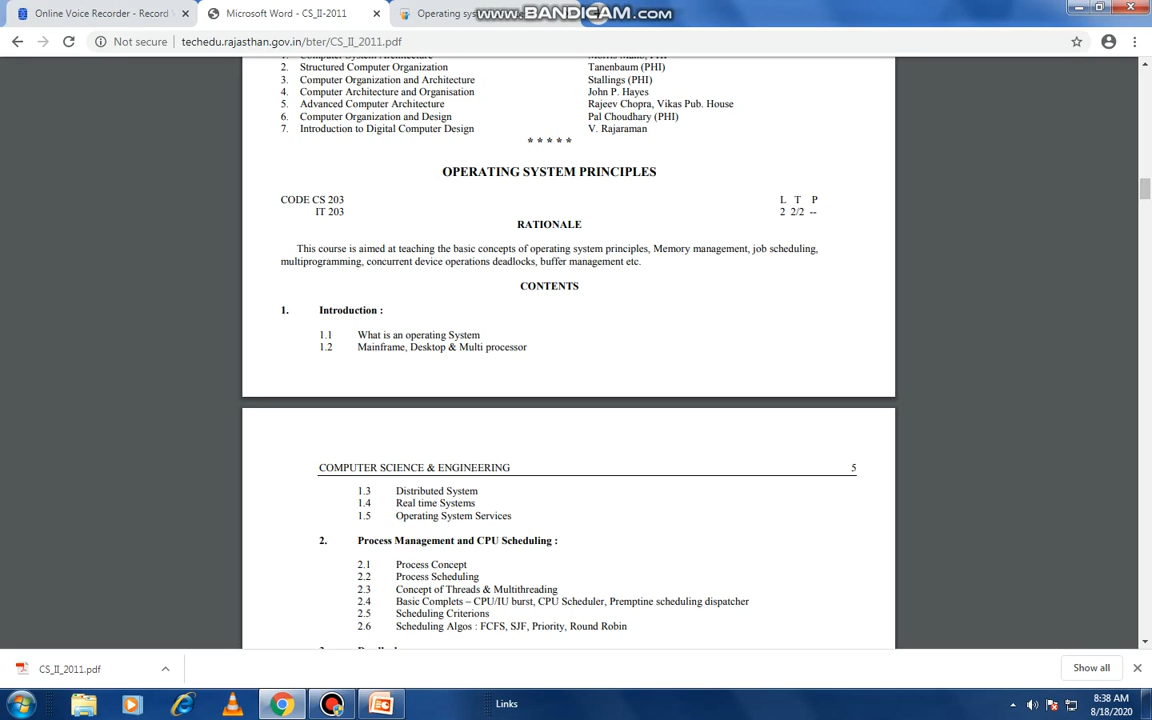 Online Voice Recorder - Record V
Microsoft Word - CS_II-2011
Operating sys
www.BANDICAM.com
Not secure
techedu.rajasthan.gov.in/bter/CS_II_2011.pdf
2. Structured Computer Organization Tanenbaum (PHI)
3. Computer Organization and Architecture Stallings (PHI)
4. Computer Architecture and Organisation John P. Hayes
5. Advanced Computer Architecture Rajeev Chopra, Vikas Pub. House
6. Computer Organization and Design Pal Choudhary (PHI)
7. Introduction to Digital Computer Design V. Rajaraman
* * * * *
OPERATING SYSTEM PRINCIPLES
CODE CS 203 L T P
IT 203 2 2/2 --
RATIONALE
This course is aimed at teaching the basic concepts of operating system principles, Memory management, job scheduling,
multiprogramming, concurrent device operations deadlocks, buffer management etc.
CONTENTS
1. Introduction :
1.1 What is an operating System
1.2 Mainframe, Desktop & Multi processor
COMPUTER SCIENCE & ENGINEERING 5
1.3 Distributed System
1.4 Real time Systems
1.5 Operating System Services
2. Process Management and CPU Scheduling :
2.1 Process Concept
2.2 Process Scheduling
2.3 Concept of Threads & Multithreading
2.4 Basic Complets – CPU/IU burst, CPU Scheduler, Premptine scheduling dispatcher
2.5 Scheduling Criterions
2.6 Scheduling Algos : FCFS, SJF, Priority, Round Robin
CS_II_2011.pdf
Show all
Links
8:38 AM
8/18/2020